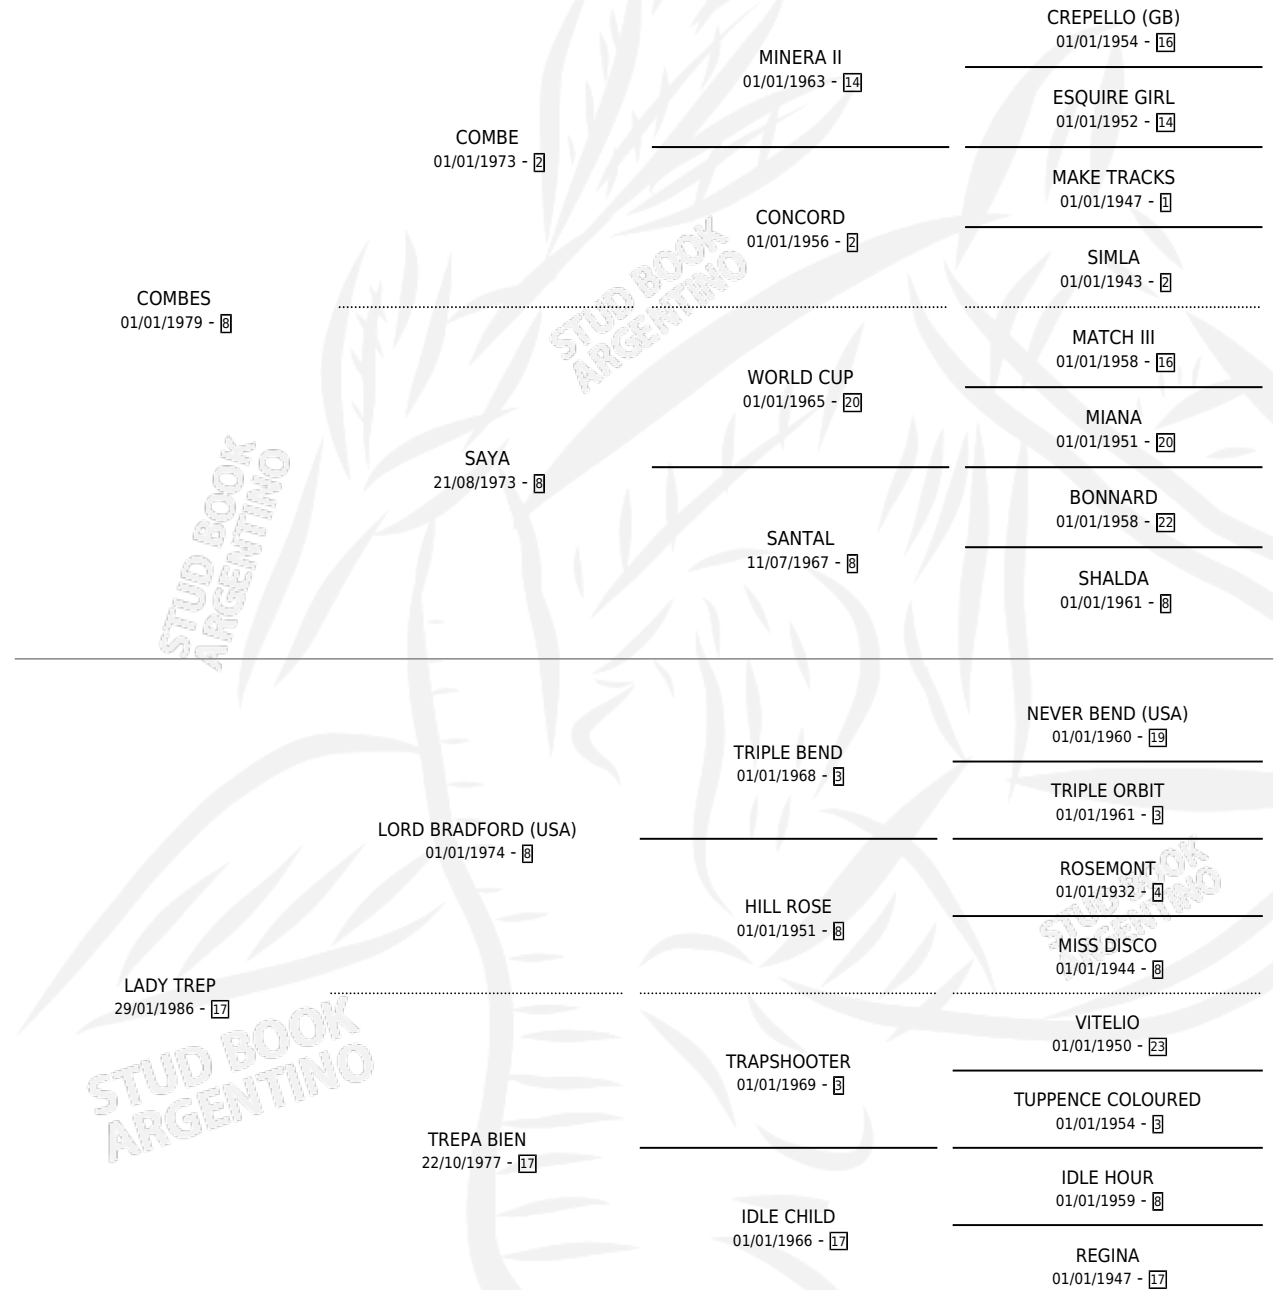 CREPELLO (GB)
01/01/1954 - 16
MINERA II
01/01/1963 - 14
ESQUIRE GIRL
01/01/1952 - 14
COMBE
01/01/1973 - 2
MAKE TRACKS
01/01/1947 - 1
CONCORD
01/01/1956 - 2
SIMLA
01/01/1943 - 2
COMBES
01/01/1979 - 8
STUD BOOK
ARGENTINO
MATCH III
01/01/1958 - 16
WORLD CUP
01/01/1965 - 20
MIANA
01/01/1951 - 20
SAYA
21/08/1973 - 8
BONNARD
01/01/1958 - 22
SANTAL
11/07/1967 - 8
SHALDA
01/01/1961 - 8
STUD BOOK
ARGENTINO
NEVER BEND (USA)
01/01/1960 - 19
TRIPLE BEND
01/01/1968 - 3
TRIPLE ORBIT
01/01/1961 - 3
LORD BRADFORD (USA)
01/01/1974 - 8
ROSEMONT
01/01/1932 - 4
HILL ROSE
01/01/1951 - 8
STUD BOOK
ARGENTINO
MISS DISCO
01/01/1944 - 8
LADY TREP
29/01/1986 - 17
STUD BOOK
ARGENTINO
VITELIO
01/01/1950 - 23
TRAPSHOOTER
01/01/1969 - 3
TUPPENCE COLOURED
01/01/1954 - 3
TREPA BIEN
22/10/1977 - 17
IDLE HOUR
01/01/1959 - 8
IDLE CHILD
01/01/1966 - 17
REGINA
01/01/1947 - 17